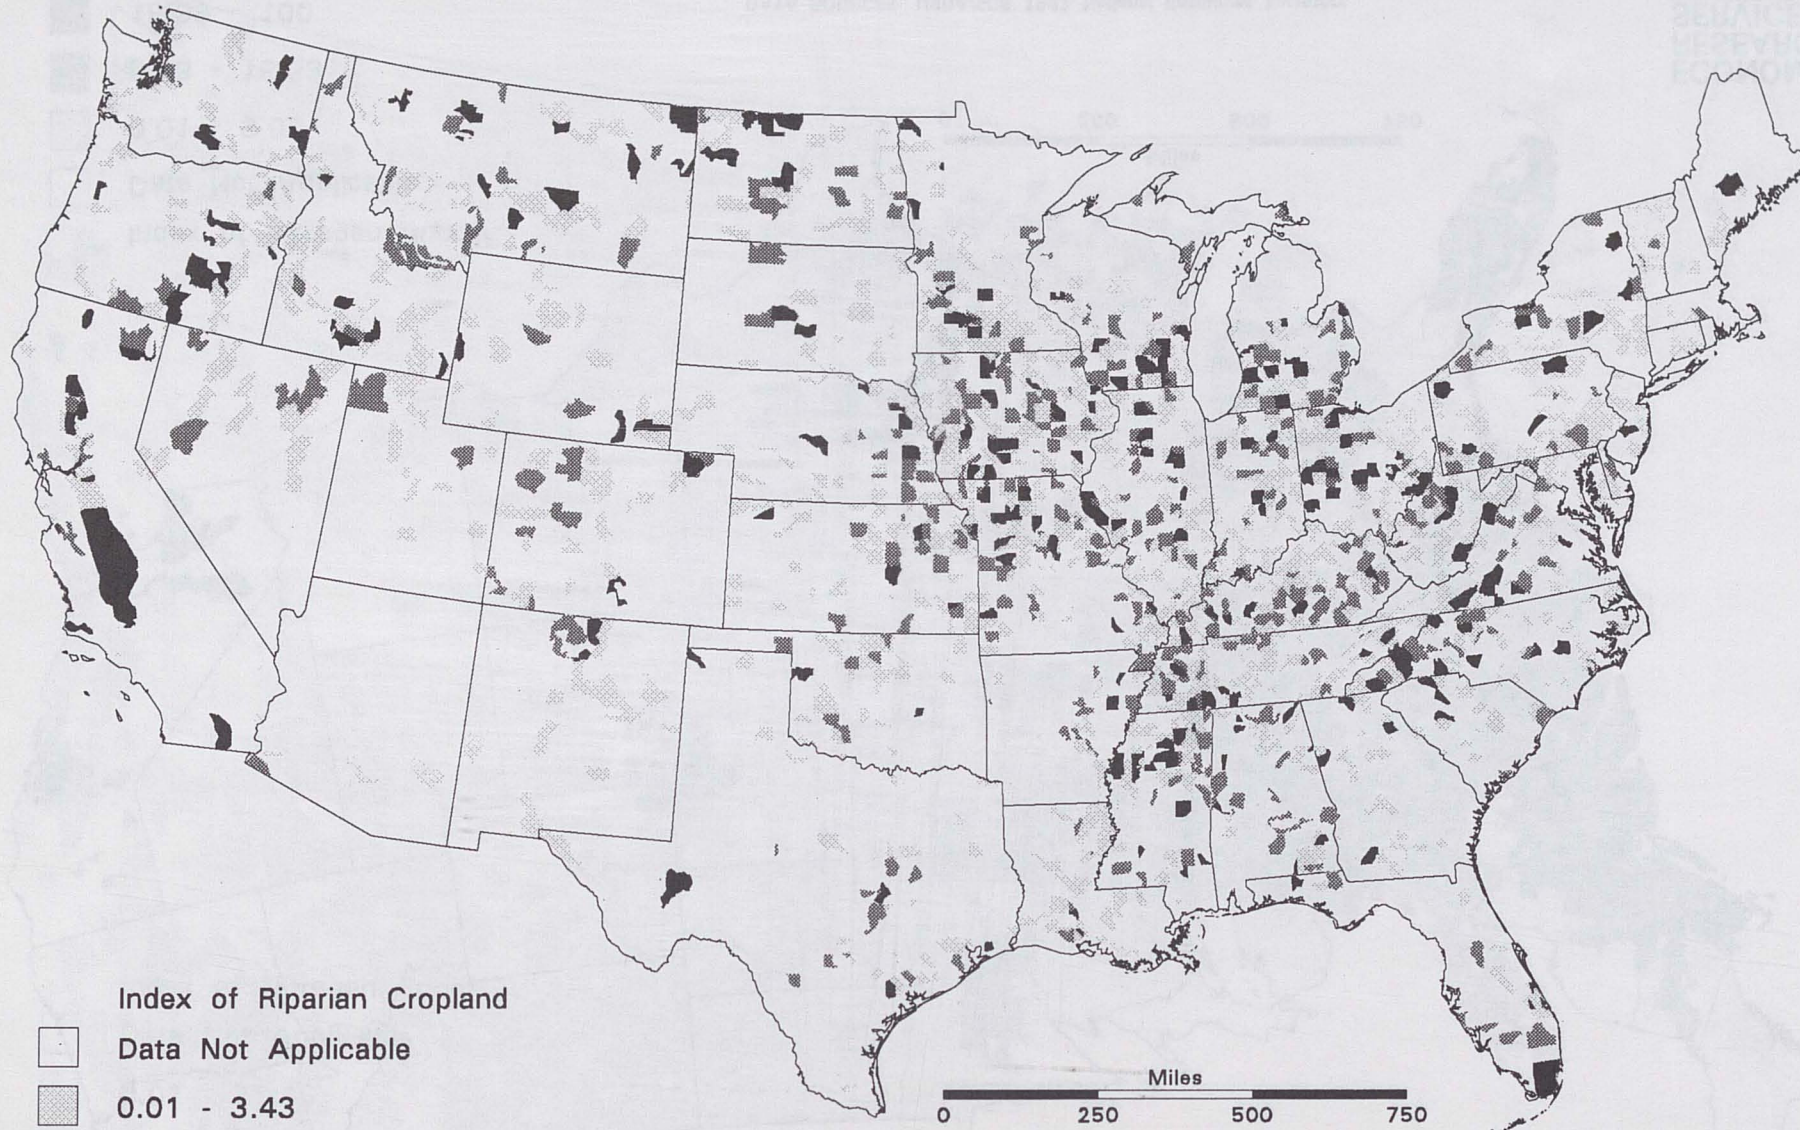 Index of Riparian Cropland
Data Not Applicable
0.01 - 3.43
Miles
0 250 500 750